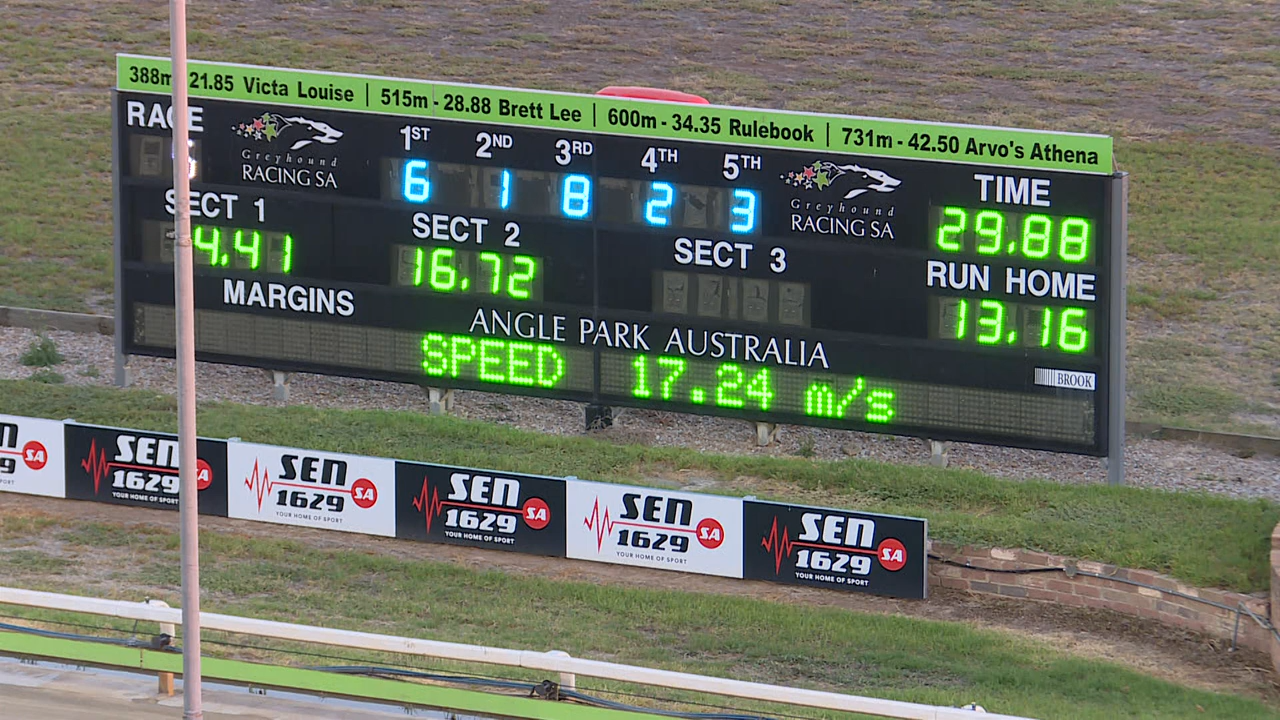 388m - 21.85 Victa Louise | 515m - 28.88 Brett Lee | 600m - 34.35 Rulebook | 731m - 42.50 Arvo's Athena
RACE
Greyhound
RACING SA
1ST 2ND 3RD 4TH 5TH
6 1 8 2 3
Greyhound
RACING SA
TIME
29.88
SECT 1
4.41
SECT 2
16.72
SECT 3
RUN HOME
13.16
MARGINS
ANGLE PARK AUSTRALIA
SPEED 17.24 m/s
BROOK
SEN
1629 SA
YOUR HOME OF SPORT
SEN
1629 SA
YOUR HOME OF SPORT
SEN
1629 SA
YOUR HOME OF SPORT
SEN
1629 SA
YOUR HOME OF SPORT
SEN
1629 SA
YOUR HOME OF SPORT